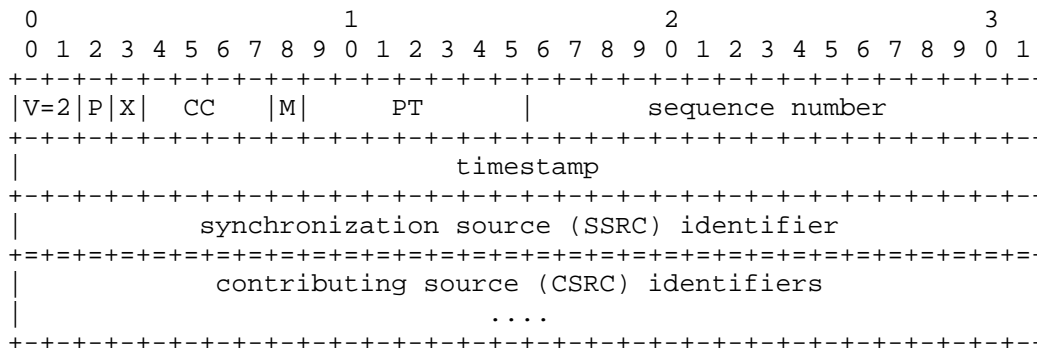 0                   1                   2                   3
 0 1 2 3 4 5 6 7 8 9 0 1 2 3 4 5 6 7 8 9 0 1 2 3 4 5 6 7 8 9 0 1
+-+-+-+-+-+-+-+-+-+-+-+-+-+-+-+-+-+-+-+-+-+-+-+-+-+-+-+-+-+-+-+-
|V=2|P|X|  CC   |M|     PT      |       sequence number
+-+-+-+-+-+-+-+-+-+-+-+-+-+-+-+-+-+-+-+-+-+-+-+-+-+-+-+-+-+-+-+-
|                           timestamp
+-+-+-+-+-+-+-+-+-+-+-+-+-+-+-+-+-+-+-+-+-+-+-+-+-+-+-+-+-+-+-+-
|           synchronization source (SSRC) identifier
+=+=+=+=+=+=+=+=+=+=+=+=+=+=+=+=+=+=+=+=+=+=+=+=+=+=+=+=+=+=+=+=
|            contributing source (CSRC) identifiers
|                             ....
+-+-+-+-+-+-+-+-+-+-+-+-+-+-+-+-+-+-+-+-+-+-+-+-+-+-+-+-+-+-+-+-